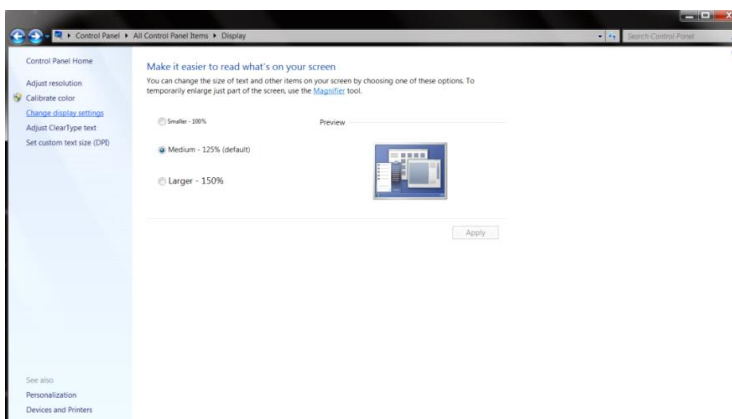 Control Panel ▸ All Control Panel Items ▸ Display
Search Control Panel
Control Panel Home
Adjust resolution
Calibrate color
Change display settings
Adjust ClearType text
Set custom text size (DPI)
Make it easier to read what's on your screen
You can change the size of text and other items on your screen by choosing one of these options. To
temporarily enlarge just part of the screen, use the Magnifier tool.
Smaller - 100%
Preview
Medium - 125% (default)
Larger - 150%
Apply
See also
Personalization
Devices and Printers